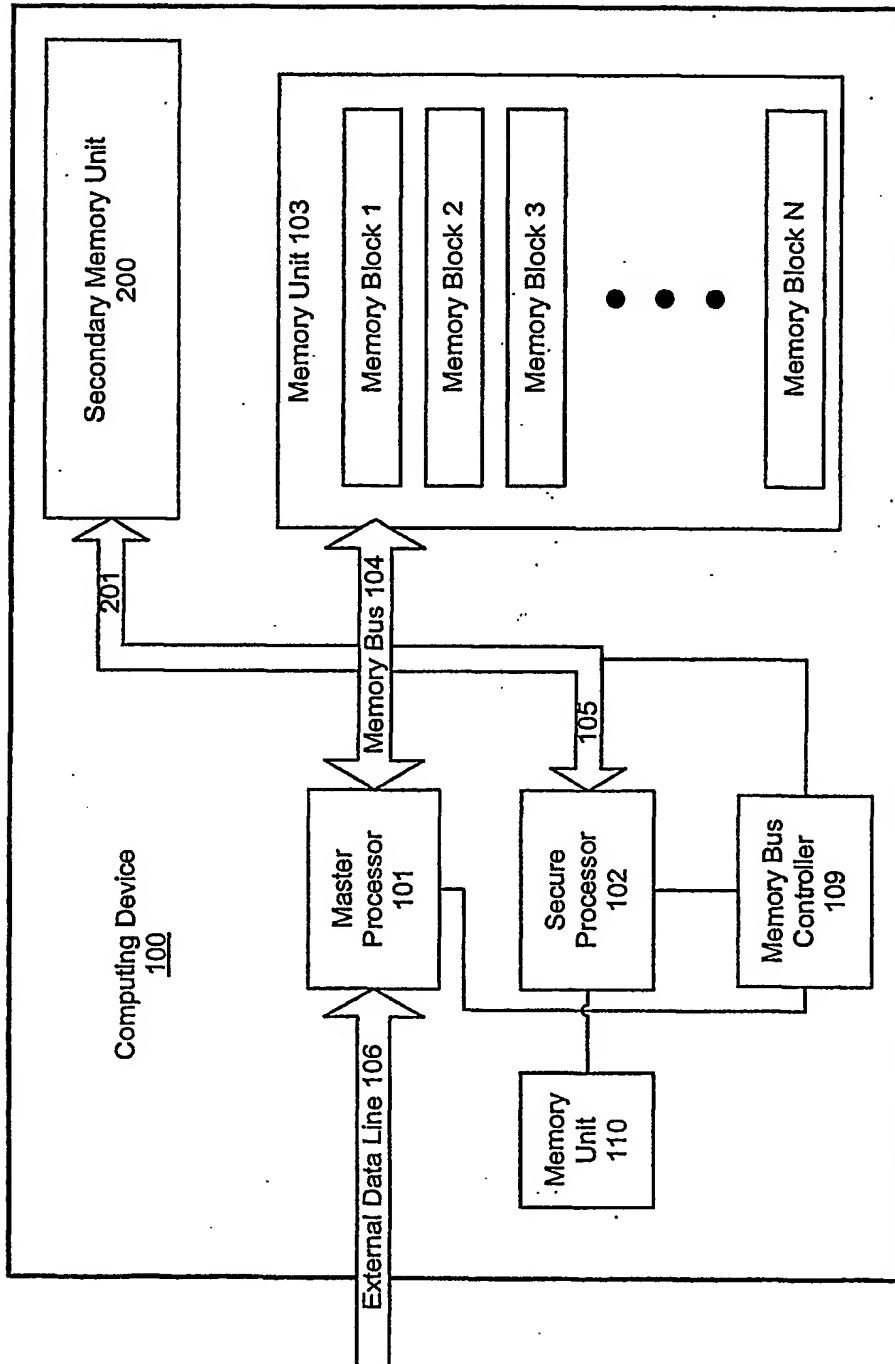 Computing Device
100
Secondary Memory Unit
200
201
External Data Line 106
Master
Processor
101
Memory Bus 104
Memory Unit 103
Memory Block 1
Memory Block 2
Memory Block 3
Memory Block N
105
Secure
Processor
102
Memory
Unit
110
Memory Bus
Controller
109